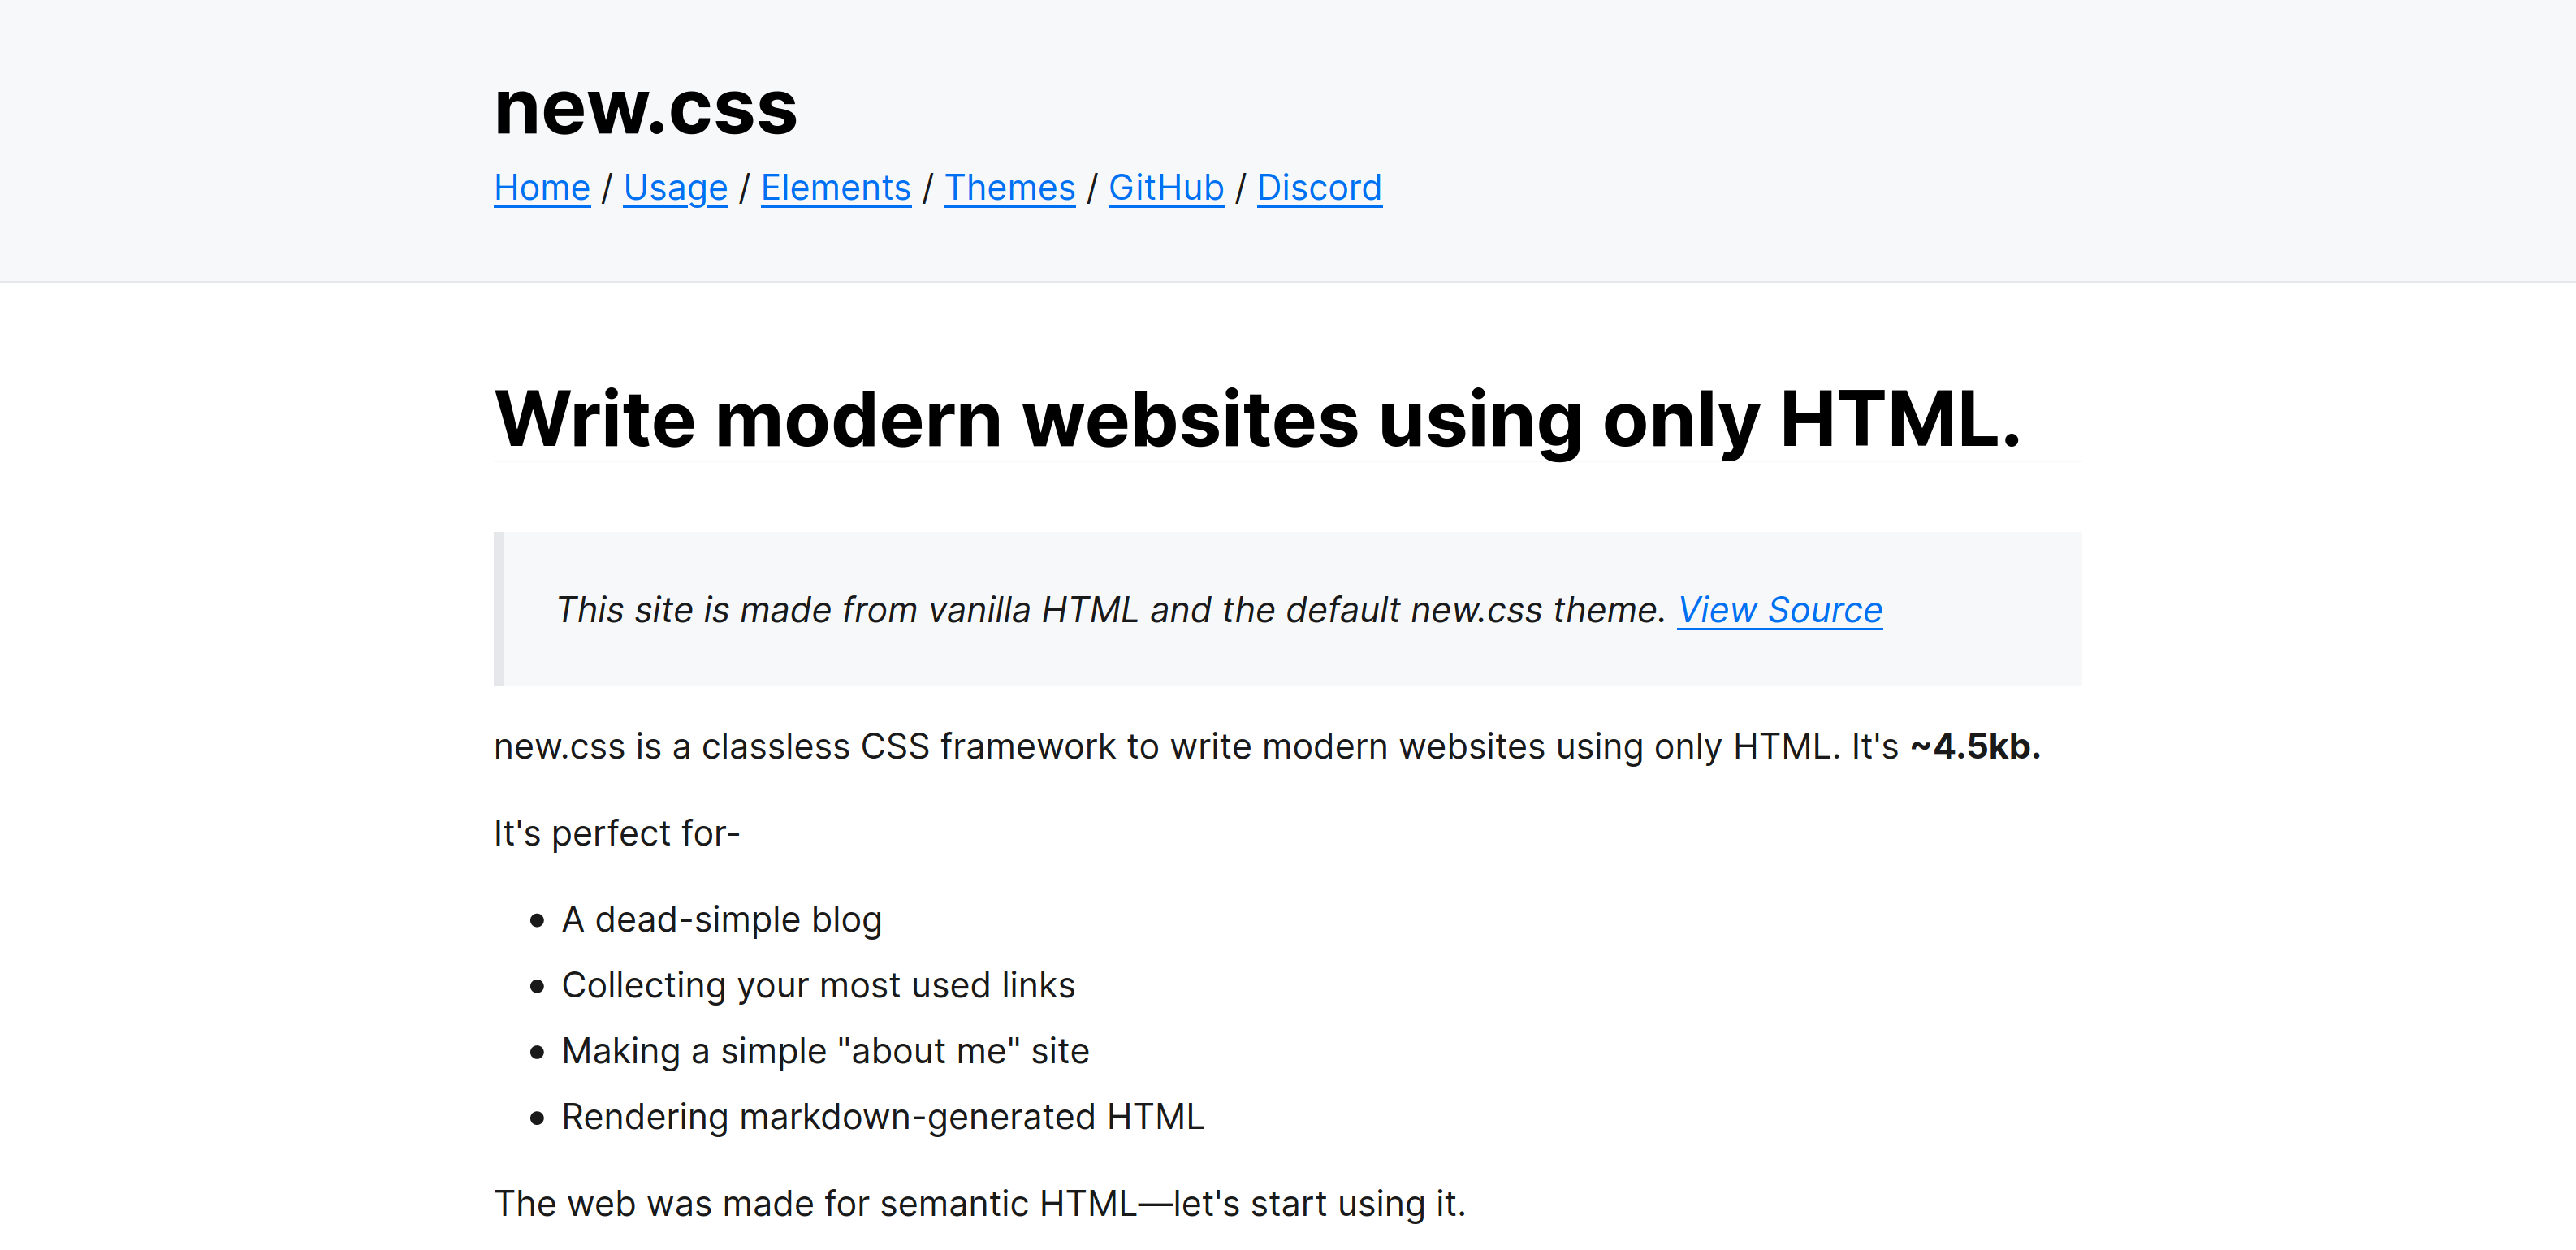 new.css
Home / Usage / Elements / Themes / GitHub / Discord
Write modern websites using only HTML.
This site is made from vanilla HTML and the default new.css theme. View Source
new.css is a classless CSS framework to write modern websites using only HTML. It's ~4.5kb.
It's perfect for-
• A dead-simple blog
• Collecting your most used links
• Making a simple "about me" site
• Rendering markdown-generated HTML
The web was made for semantic HTML—let's start using it.